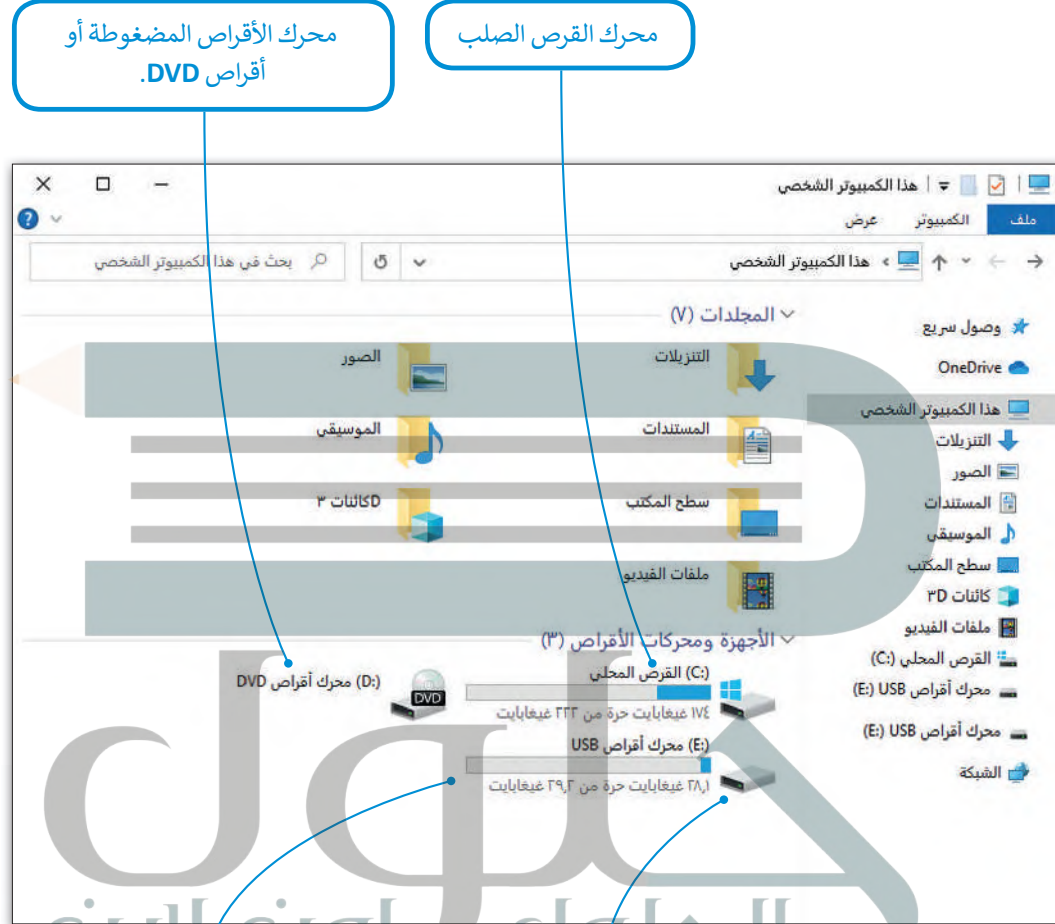 محرك القرص الصلب
محرك الأقراص المضغوطة أو
أقراص DVD.
هذا الكمبيوتر الشخصي
ملف الكمبيوتر عرض
هذا الكمبيوتر الشخصي
بحث في هذا الكمبيوتر الشخصي
وصول سريع
OneDrive
هذا الكمبيوتر الشخصي
التنزيلات
الصور
المستندات
الموسيقى
سطح المكتب
كائنات ٣D
ملفات الفيديو
القرص المحلي (C:)
محرك أقراص USB (E:)
محرك أقراص USB (E:)
الشبكة
المجلدات (٧)
التنزيلات
الصور
المستندات
الموسيقى
سطح المكتب
Dكائنات ٣
ملفات الفيديو
الأجهزة ومحركات الأقراص (٣)
(C:) القرص المحلي
١٧٤ غيغابايت حرة من ٢٢٢ غيغابايت
(D:) محرك أقراص DVD
DVD
(E:) محرك أقراص USB
٢٨,١ غيغابايت حرة من ٢٩,٢ غيغابايت
حلول